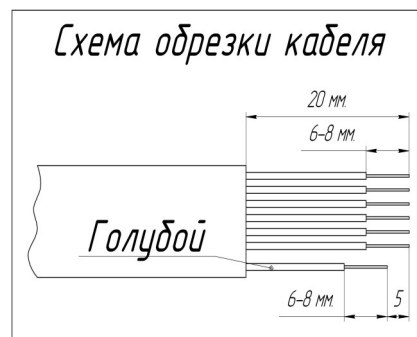 Схема обрезки кабеля
20 мм.
6-8 мм.
Голубой
6-8 мм.
5